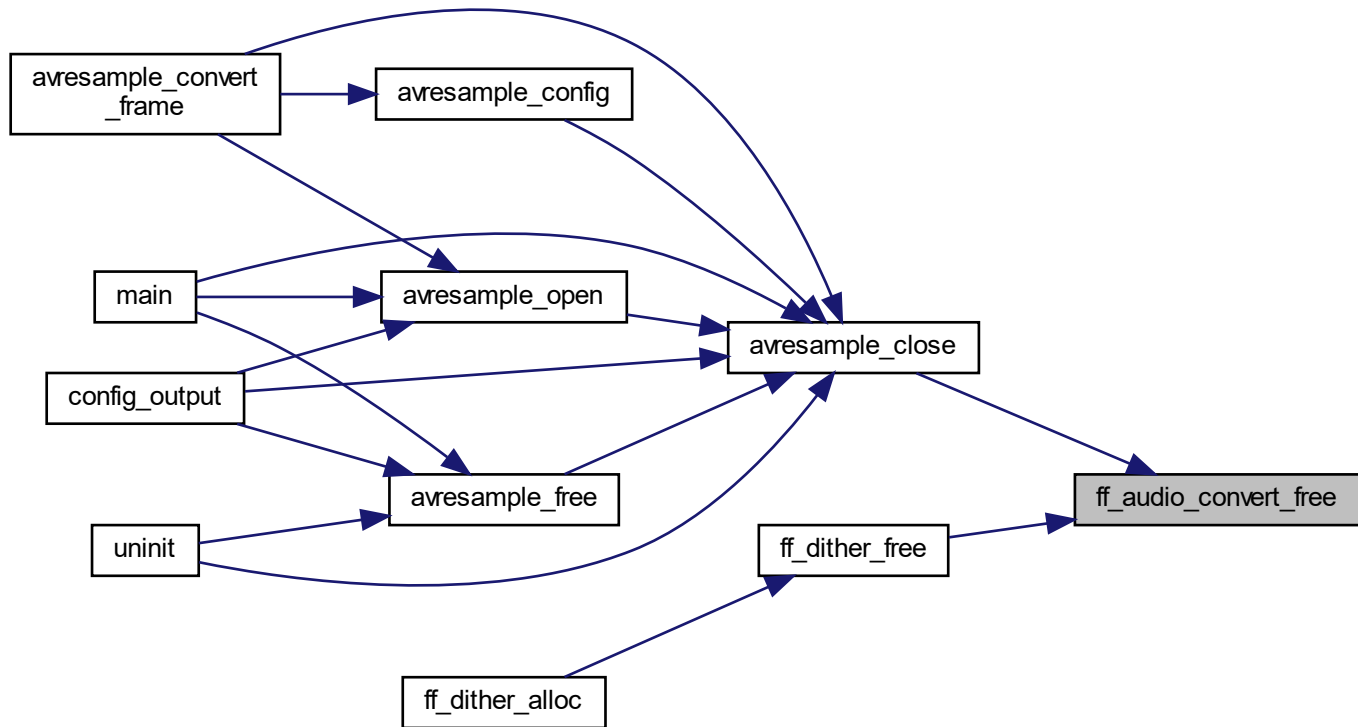 avresample_convert
_frame
avresample_config
main
avresample_open
avresample_close
config_output
avresample_free
ff_audio_convert_free
uninit
ff_dither_free
ff_dither_alloc